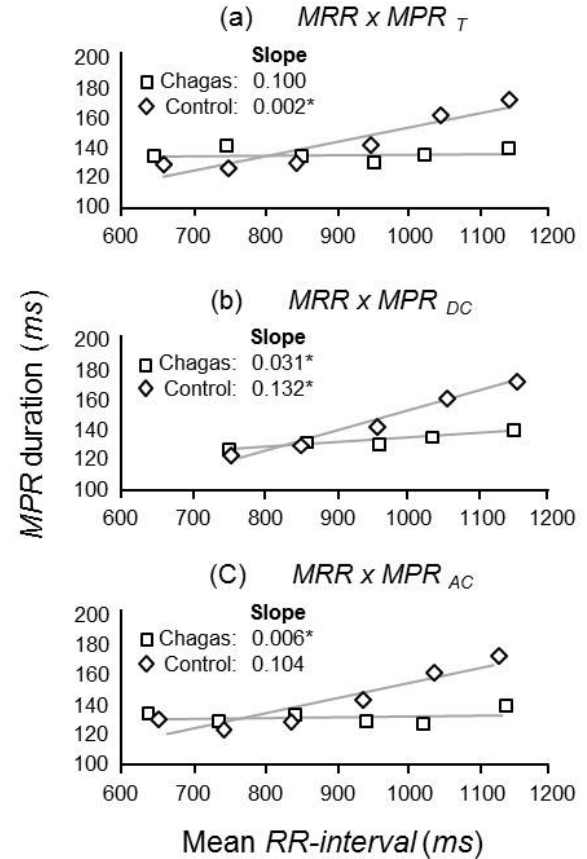 (a) MRR x MPR T
Slope
Chagas: 0.100
Control: 0.002*
200
180
160
140
120
100
600 700 800 900 1000 1100 1200
(b) MRR x MPR DC
Slope
Chagas: 0.031*
Control: 0.132*
200
180
160
140
120
100
600 700 800 900 1000 1100 1200
(C) MRR x MPR AC
Slope
Chagas: 0.006*
Control: 0.104
200
180
160
140
120
100
600 700 800 900 1000 1100 1200
MPR duration (ms)
Mean RR-interval (ms)